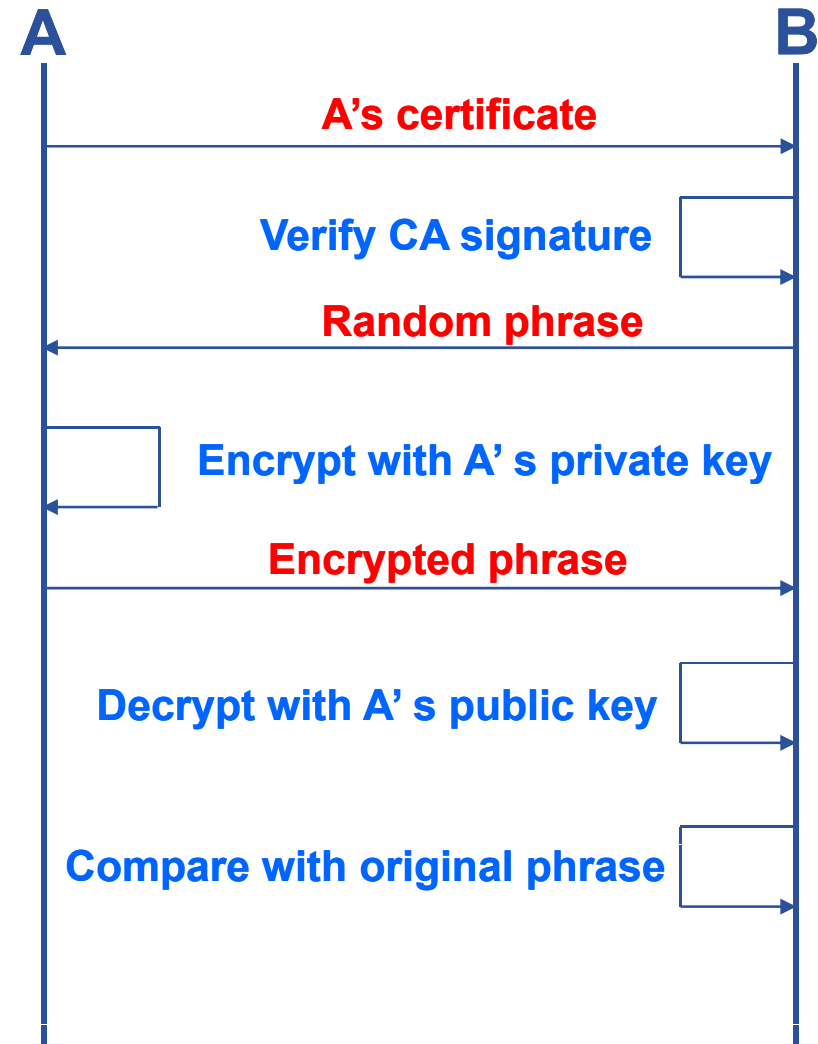 A B
A’s certificate
Verify CA signature
Random phrase
Encrypt with A’ s private key
Encrypted phrase
Decrypt with A’ s public key
Compare with original phrase